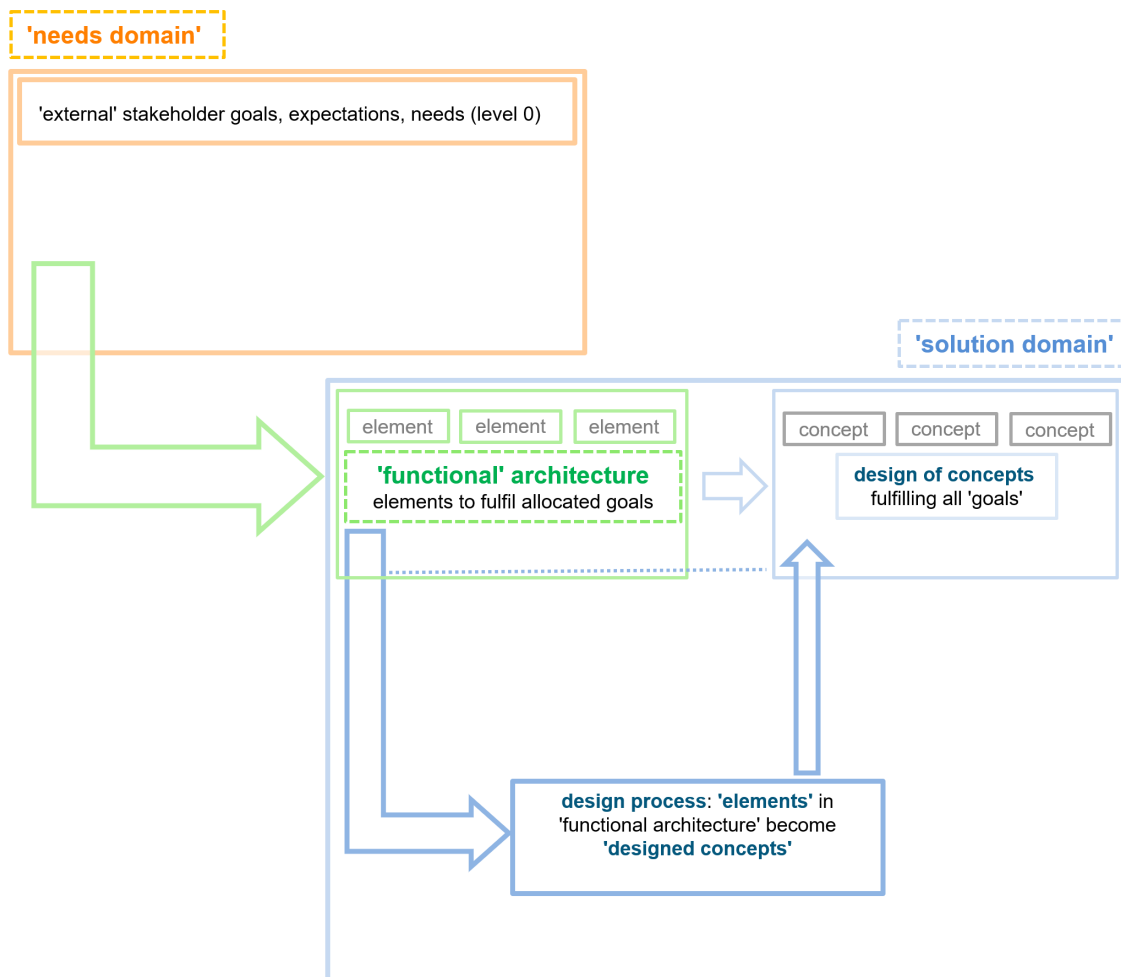 'needs domain'
'external' stakeholder goals, expectations, needs (level 0)
'solution domain'
element
element
element
'functional' architecture
elements to fulfil allocated goals
concept
concept
concept
design of concepts
fulfilling all 'goals'
design process: 'elements' in
'functional architecture' become
'designed concepts'